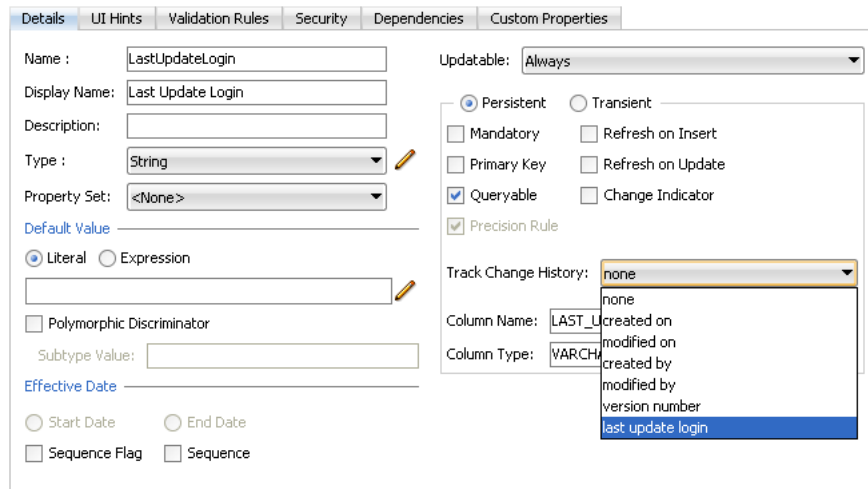 Details UI Hints Validation Rules Security Dependencies Custom Properties
Name : LastUpdateLogin
Display Name: Last Update Login
Description:
Type : String
Property Set: <None>
Default Value
Literal Expression
Polymorphic Discriminator
Subtype Value:
Effective Date
Start Date End Date
Sequence Flag Sequence
Updatable: Always
Persistent Transient
Mandatory Refresh on Insert
Primary Key Refresh on Update
Queryable Change Indicator
Precision Rule
Track Change History: none
none
created on
modified on
created by
modified by
version number
last update login
Column Name: LAST_U
Column Type: VARCHA